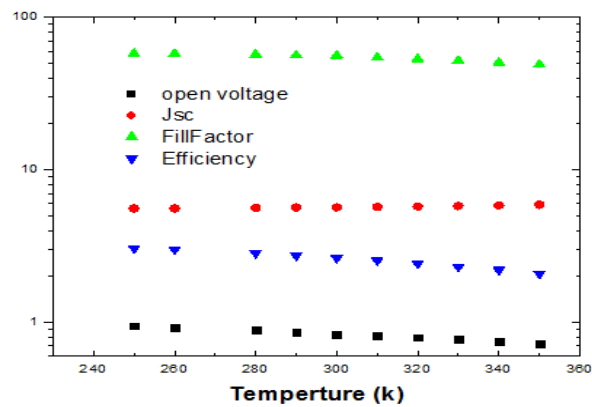 100
10
1
open voltage
Jsc
FillFactor
Efficiency
240 260 280 300 320 340 360
Temperture (k)